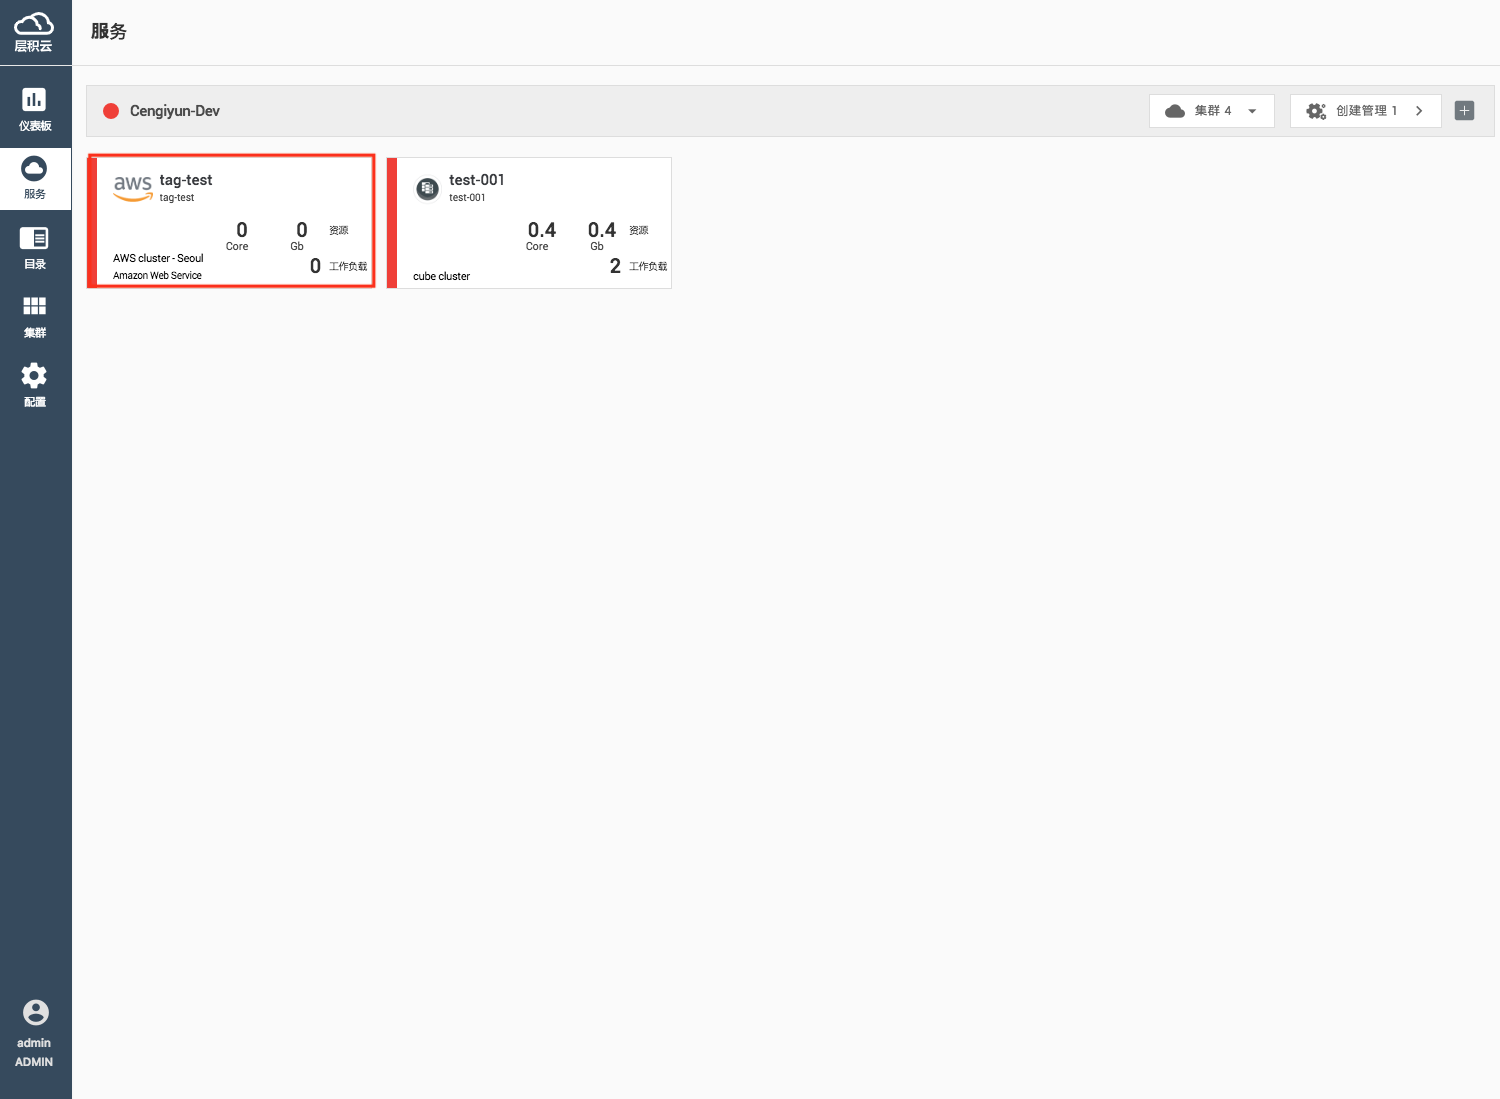 层积云
服务
仪表板
服务
目录
集群
配置
admin
ADMIN
Cengiyun-Dev
集群 4
创建管理 1
aws
tag-test
tag-test
0
Core
0
Gb
资源
AWS cluster - Seoul
Amazon Web Service
0
工作负载
test-001
test-001
0.4
Core
0.4
Gb
资源
cube cluster
2
工作负载